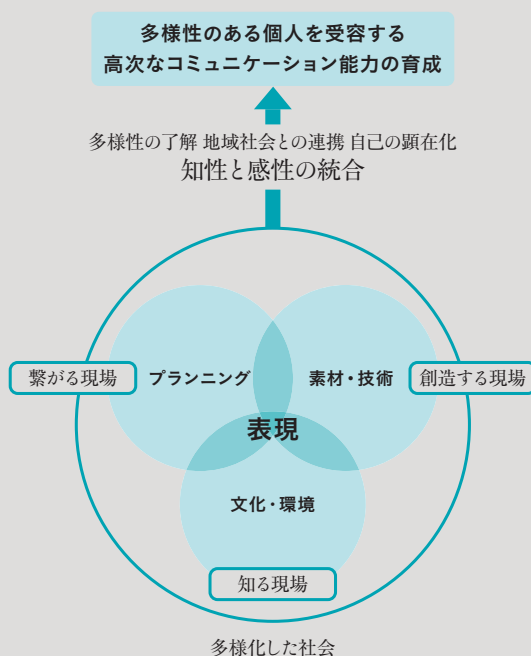 多様性のある個人を受容する
高次なコミュニケーション能力の育成
多様性の了解 地域社会との連携 自己の顕在化
知性と感性の統合
繋がる現場
プランニング
素材・技術
創造する現場
表現
文化・環境
知る現場
多様化した社会